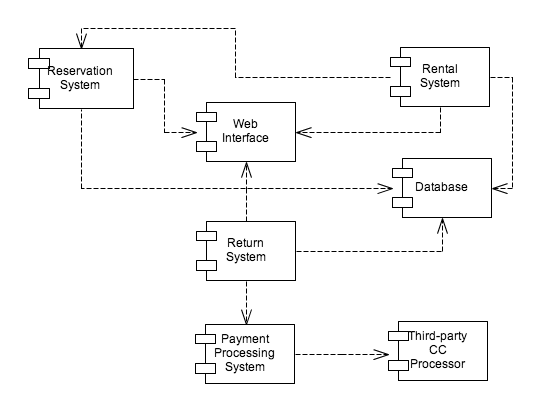 Reservation
System
Rental
System
Web
Interface
Database
Return
System
Payment
Processing
System
Third-party
CC
Processor